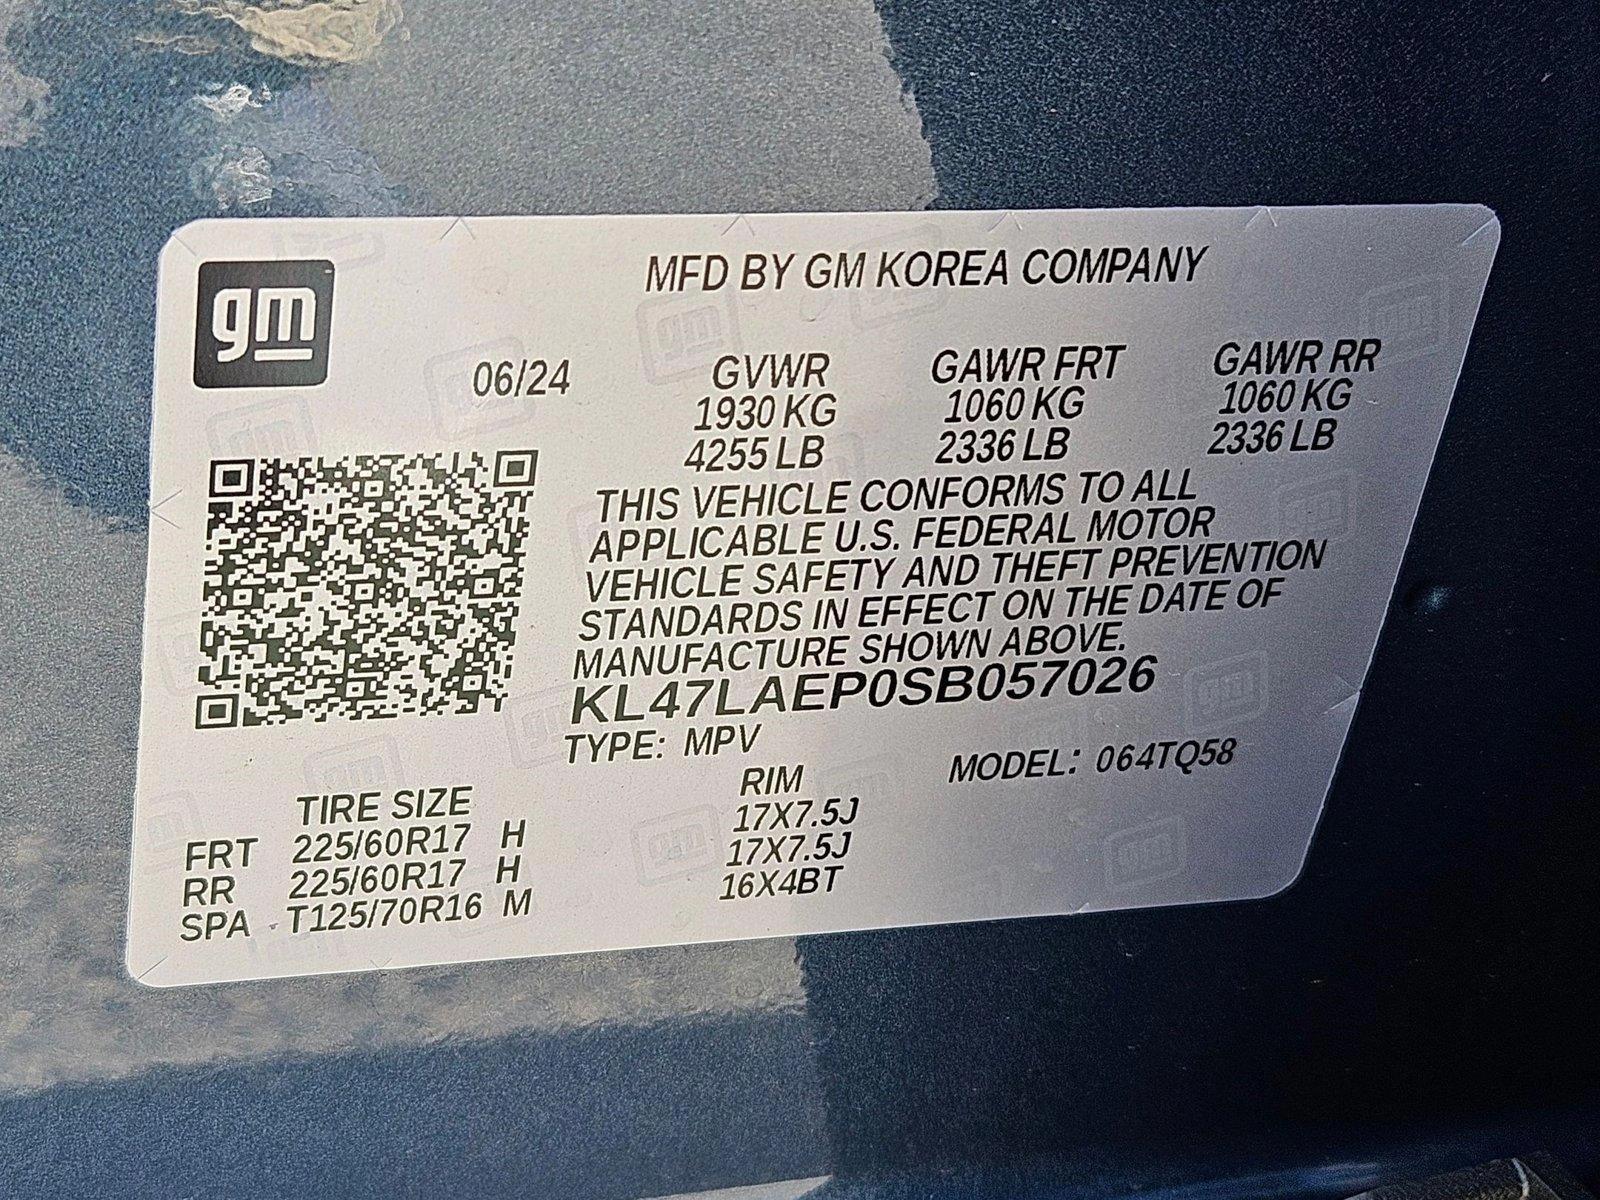 gm
MFD BY GM KOREA COMPANY
06/24 GVWR GAWR FRT GAWR RR
1930 KG 1060 KG 1060 KG
4255 LB 2336 LB 2336 LB
THIS VEHICLE CONFORMS TO ALL
APPLICABLE U.S. FEDERAL MOTOR
VEHICLE SAFETY AND THEFT PREVENTION
STANDARDS IN EFFECT ON THE DATE OF
MANUFACTURE SHOWN ABOVE.
KL47LAEP0SB057026
TYPE: MPV MODEL: 064TQ58
TIRE SIZE RIM
FRT 225/60R17 H 17X7.5J
RR 225/60R17 H 17X7.5J
SPA T125/70R16 M 16X4BT